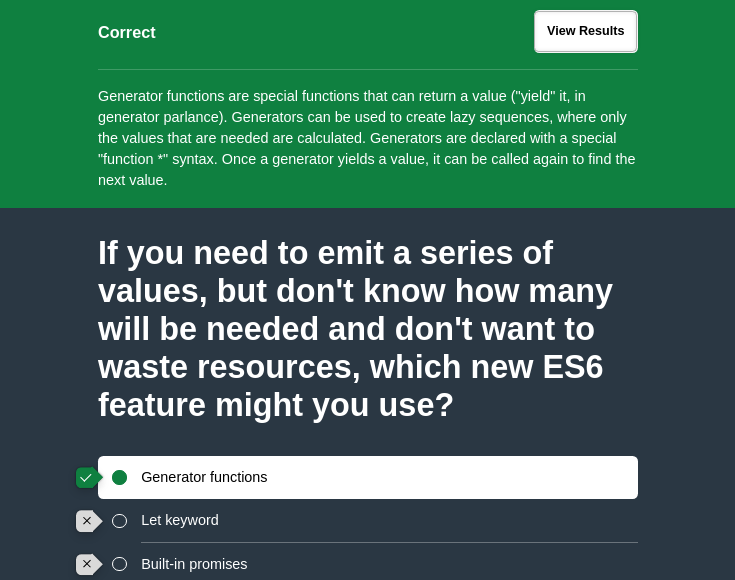 Correct
View Results
Generator functions are special functions that can return a value ("yield" it, in
generator parlance). Generators can be used to create lazy sequences, where only
the values that are needed are calculated. Generators are declared with a special
"function *" syntax. Once a generator yields a value, it can be called again to find the
next value.
If you need to emit a series of
values, but don't know how many
will be needed and don't want to
waste resources, which new ES6
feature might you use?
Generator functions
Let keyword
Built-in promises